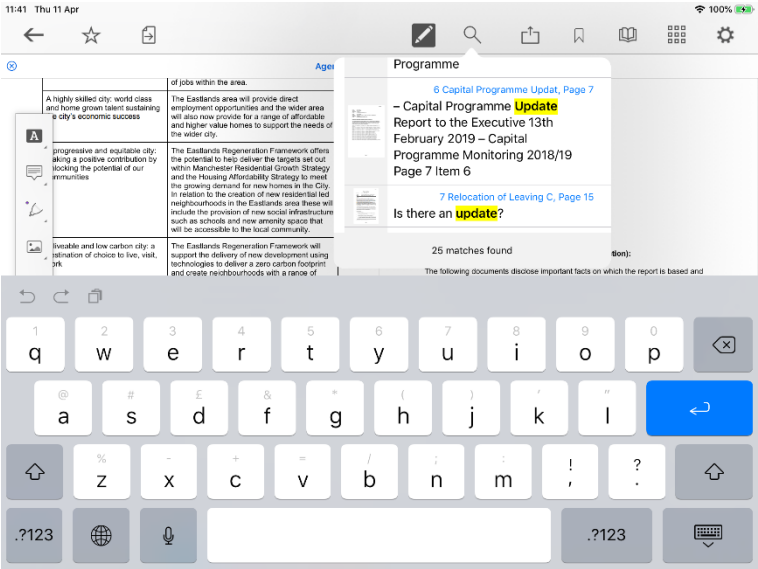 11:41 Thu 11 Apr
100%
Agen
of jobs within the area.
A highly skilled city: world class
and home grown talent sustaining
e city's economic success
The Eastlands area will provide direct
employment opportunities and the wider area
will also now provide for a range of affordable
and higher value homes to support the needs of
the wider city.
progressive and equitable city:
aking a positive contribution by
locking the potential of our
mmunities
The Eastlands Regeneration Framework offers
the potential to help deliver the targets set out
within Manchester Residential Growth Strategy
and the Housing Affordability Strategy to meet
the growing demand for new homes in the City.
In relation to the creation of new residential led
neighbourhoods in the Eastlands area these will
include the provision of new social infrastructure
such as schools and new amenity space that
will be accessible to the local community.
iveable and low carbon city: a
stination of choice to live, visit,
rk
The Eastlands Regeneration Framework will
support the delivery of new development using
technologies to deliver a zero carbon footprint
and create neighbourhoods with a range of
Programme
6 Capital Programme Updat, Page 7
– Capital Programme Update
Report to the Executive 13th
February 2019 – Capital
Programme Monitoring 2018/19
Page 7 Item 6
7 Relocation of Leaving C, Page 15
Is there an update?
25 matches found
tion):
The following documents disclose important facts on which the report is based and
A
1 2 3 4 5 6 7 8 9 0
q w e r t y u i o p
@ # £ & * ( ) ' "
a s d f g h j k l
% - + = / ; : ! ?
z x c v b n m , .
.?123 .?123